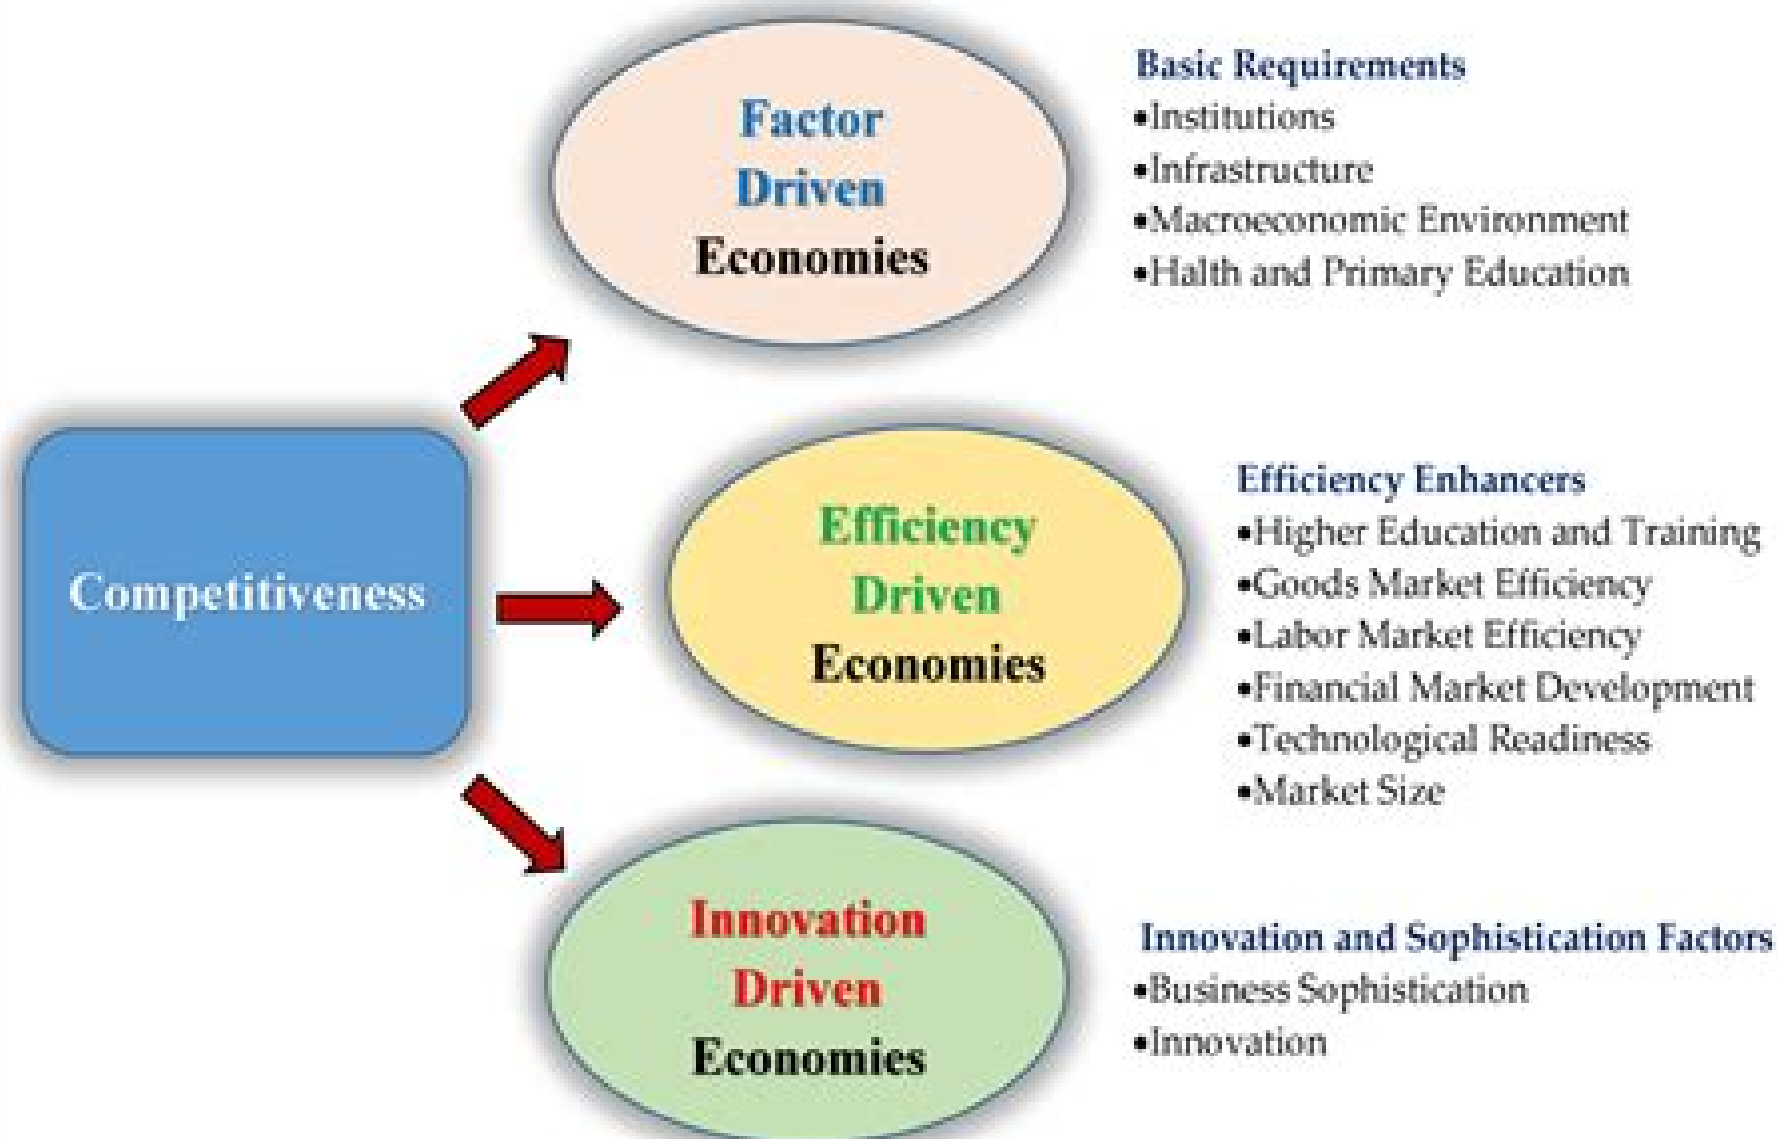 Competitiveness
Factor
Driven
Economies
Basic Requirements
•Institutions
•Infrastructure
•Macroeconomic Environment
•Halth and Primary Education
Efficiency
Driven
Economies
Efficiency Enhancers
•Higher Education and Training
•Goods Market Efficiency
•Labor Market Efficiency
•Financial Market Development
•Technological Readiness
•Market Size
Innovation
Driven
Economies
Innovation and Sophistication Factors
•Business Sophistication
•Innovation